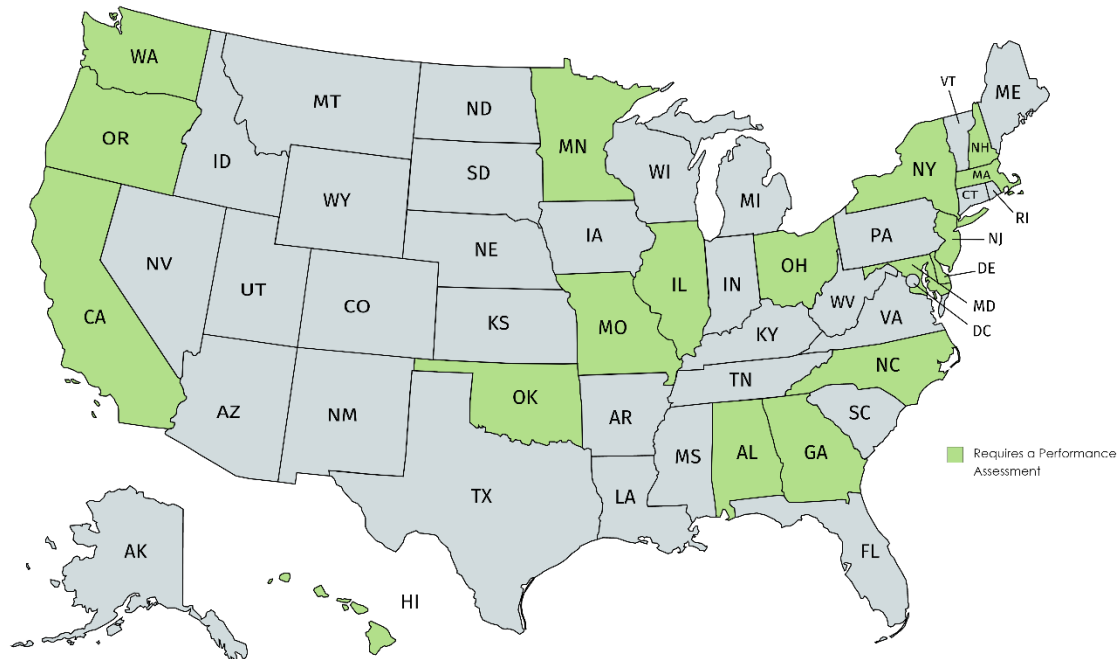 WA
MT
ND
VT
ME
OR
MN
ID
SD
WI
NY
NH
MA
WY
MI
CT
RI
IA
PA
NJ
NE
NV
OH
DE
IL
IN
UT
CO
WV
MD
CA
KS
MO
VA
DC
KY
NC
TN
OK
AZ
NM
AR
SC
MS
AL
GA
Requires a Performance
Assessment
TX
LA
AK
FL
HI